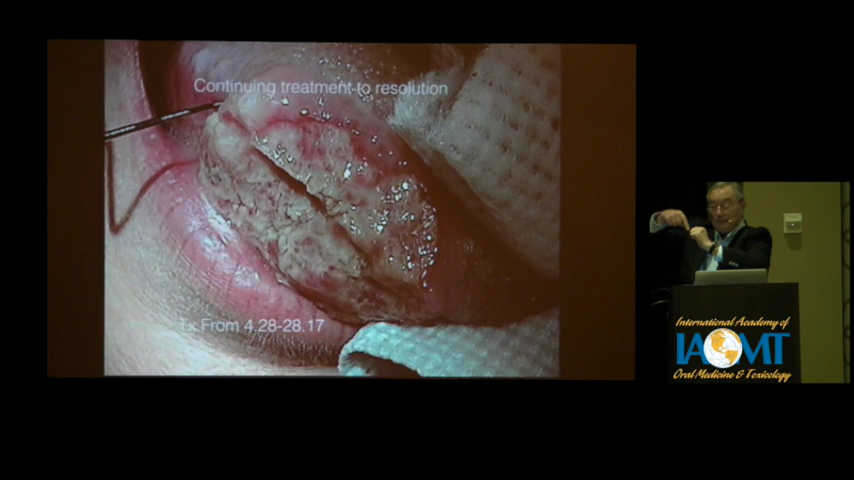 Continuing treatment to resolution
Tx From 4.28-28.17
International Academy of
IAOMT
Oral Medicine & Toxicology